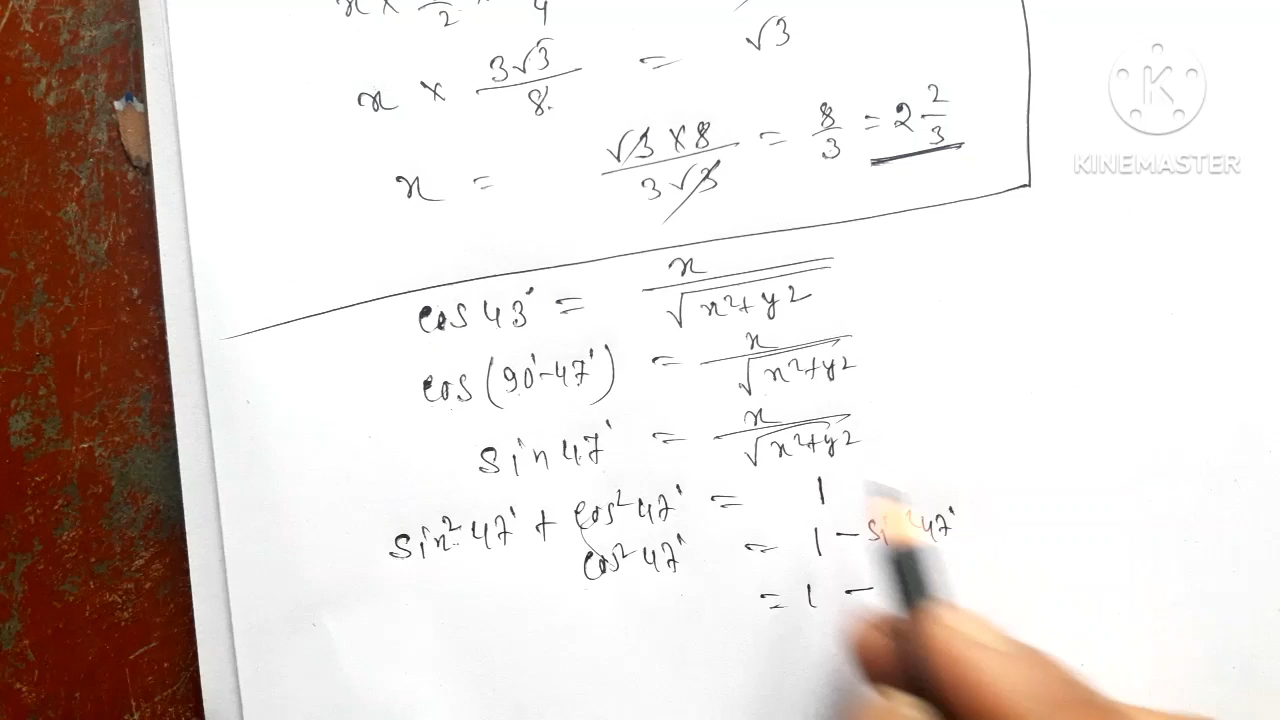 x × 3√3/8 = √3
x = √3 × 8/3√3 = 8/3 = 2 2/3
KINEMASTER
cos 43° = x/√x²+y²
cos (90°-47°) = x/√x²+y²
sin 47° = x/√x²+y²
sin² 47° + cos² 47° = 1
cos² 47° = 1 - sin² 47°
= 1 -